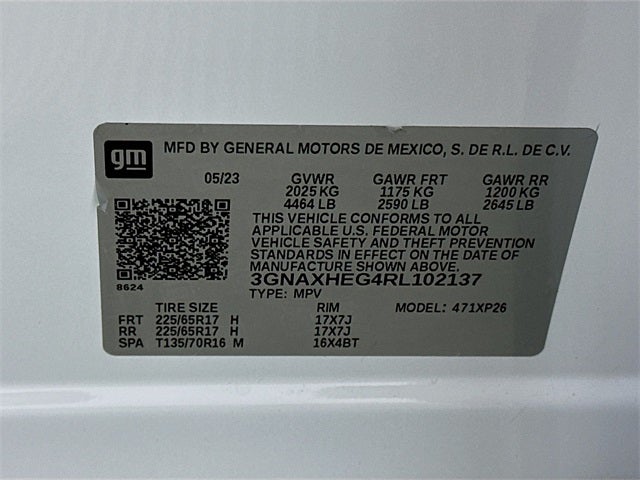 gm MFD BY GENERAL MOTORS DE MEXICO, S. DE R.L. DE C.V.
05/23 GVWR GAWR FRT GAWR RR
2025 KG 1175 KG 1200 KG
4464 LB 2590 LB 2645 LB
THIS VEHICLE CONFORMS TO ALL
APPLICABLE U.S. FEDERAL MOTOR
VEHICLE SAFETY AND THEFT PREVENTION
STANDARDS IN EFFECT ON THE DATE OF
MANUFACTURE SHOWN ABOVE.
3GNAXHEG4RL102137
8624 TYPE: MPV
TIRE SIZE RIM MODEL: 471XP26
FRT 225/65R17 H 17X7J
RR 225/65R17 H 17X7J
SPA T135/70R16 M 16X4BT